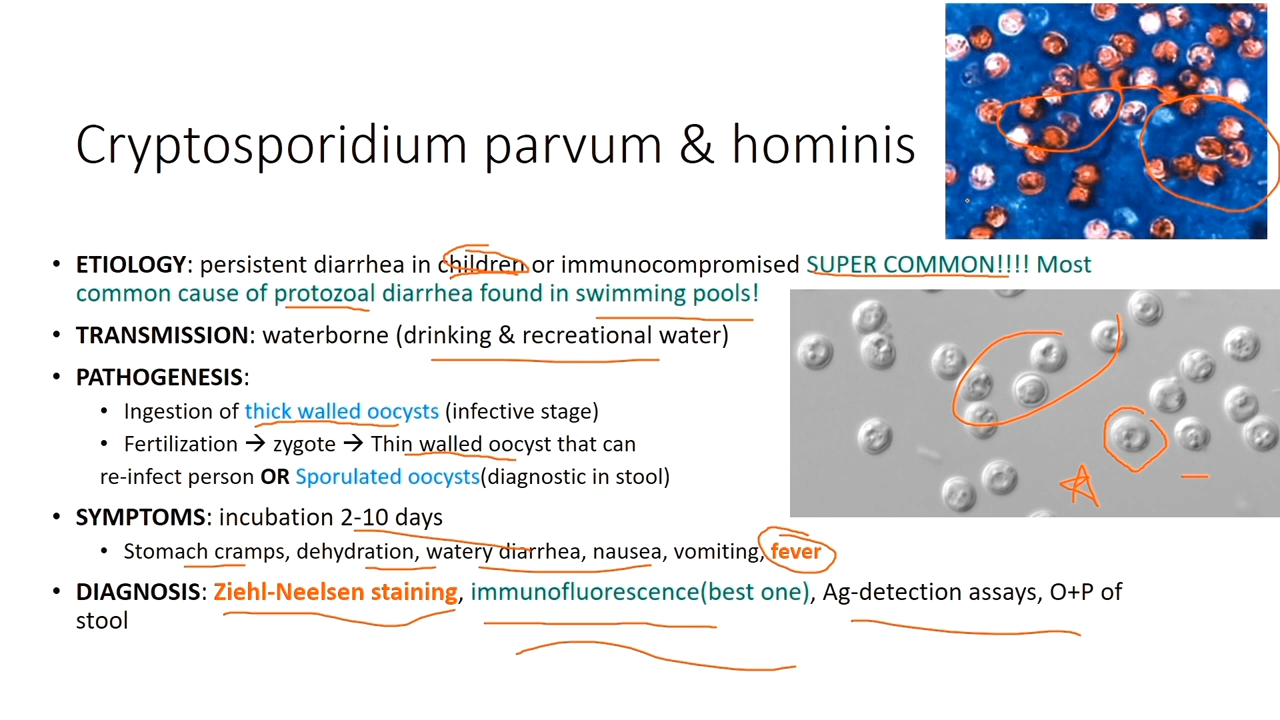 Cryptosporidium parvum & hominis
• ETIOLOGY: persistent diarrhea in children or immunocompromised SUPER COMMON!!!! Most
common cause of protozoal diarrhea found in swimming pools!
• TRANSMISSION: waterborne (drinking & recreational water)
• PATHOGENESIS:
• Ingestion of thick walled oocysts (infective stage)
• Fertilization → zygote → Thin walled oocyst that can
re-infect person OR Sporulated oocysts(diagnostic in stool)
• SYMPTOMS: incubation 2-10 days
• Stomach cramps, dehydration, watery diarrhea, nausea, vomiting, fever
• DIAGNOSIS: Ziehl-Neelsen staining, immunofluorescence(best one), Ag-detection assays, O+P of
stool